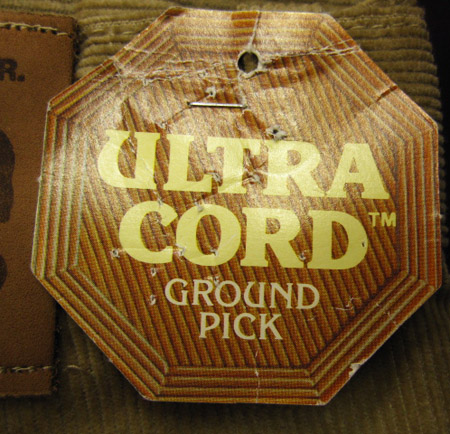 R.
ULTRA
CORD™
GROUND
PICK